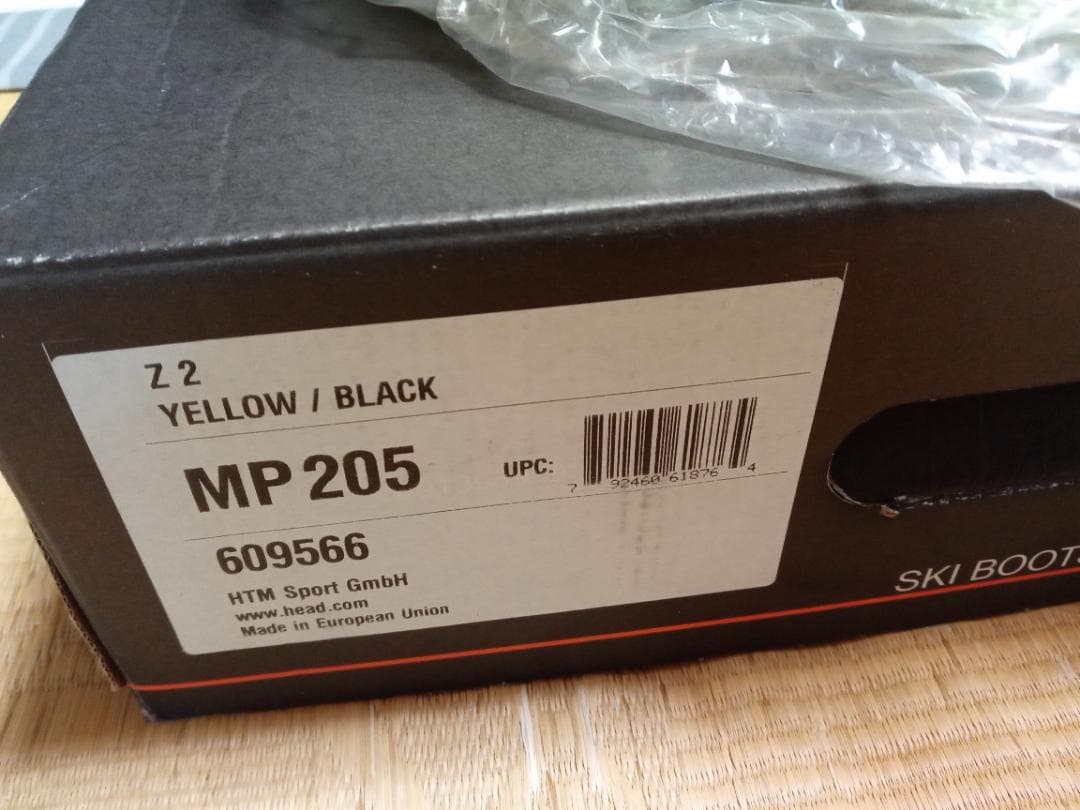 Z 2
YELLOW / BLACK
MP 205
UPC:
7 92460 61876 4
609566
HTM Sport GmbH
www.head.com
Made in European Union
SKI BOOTS